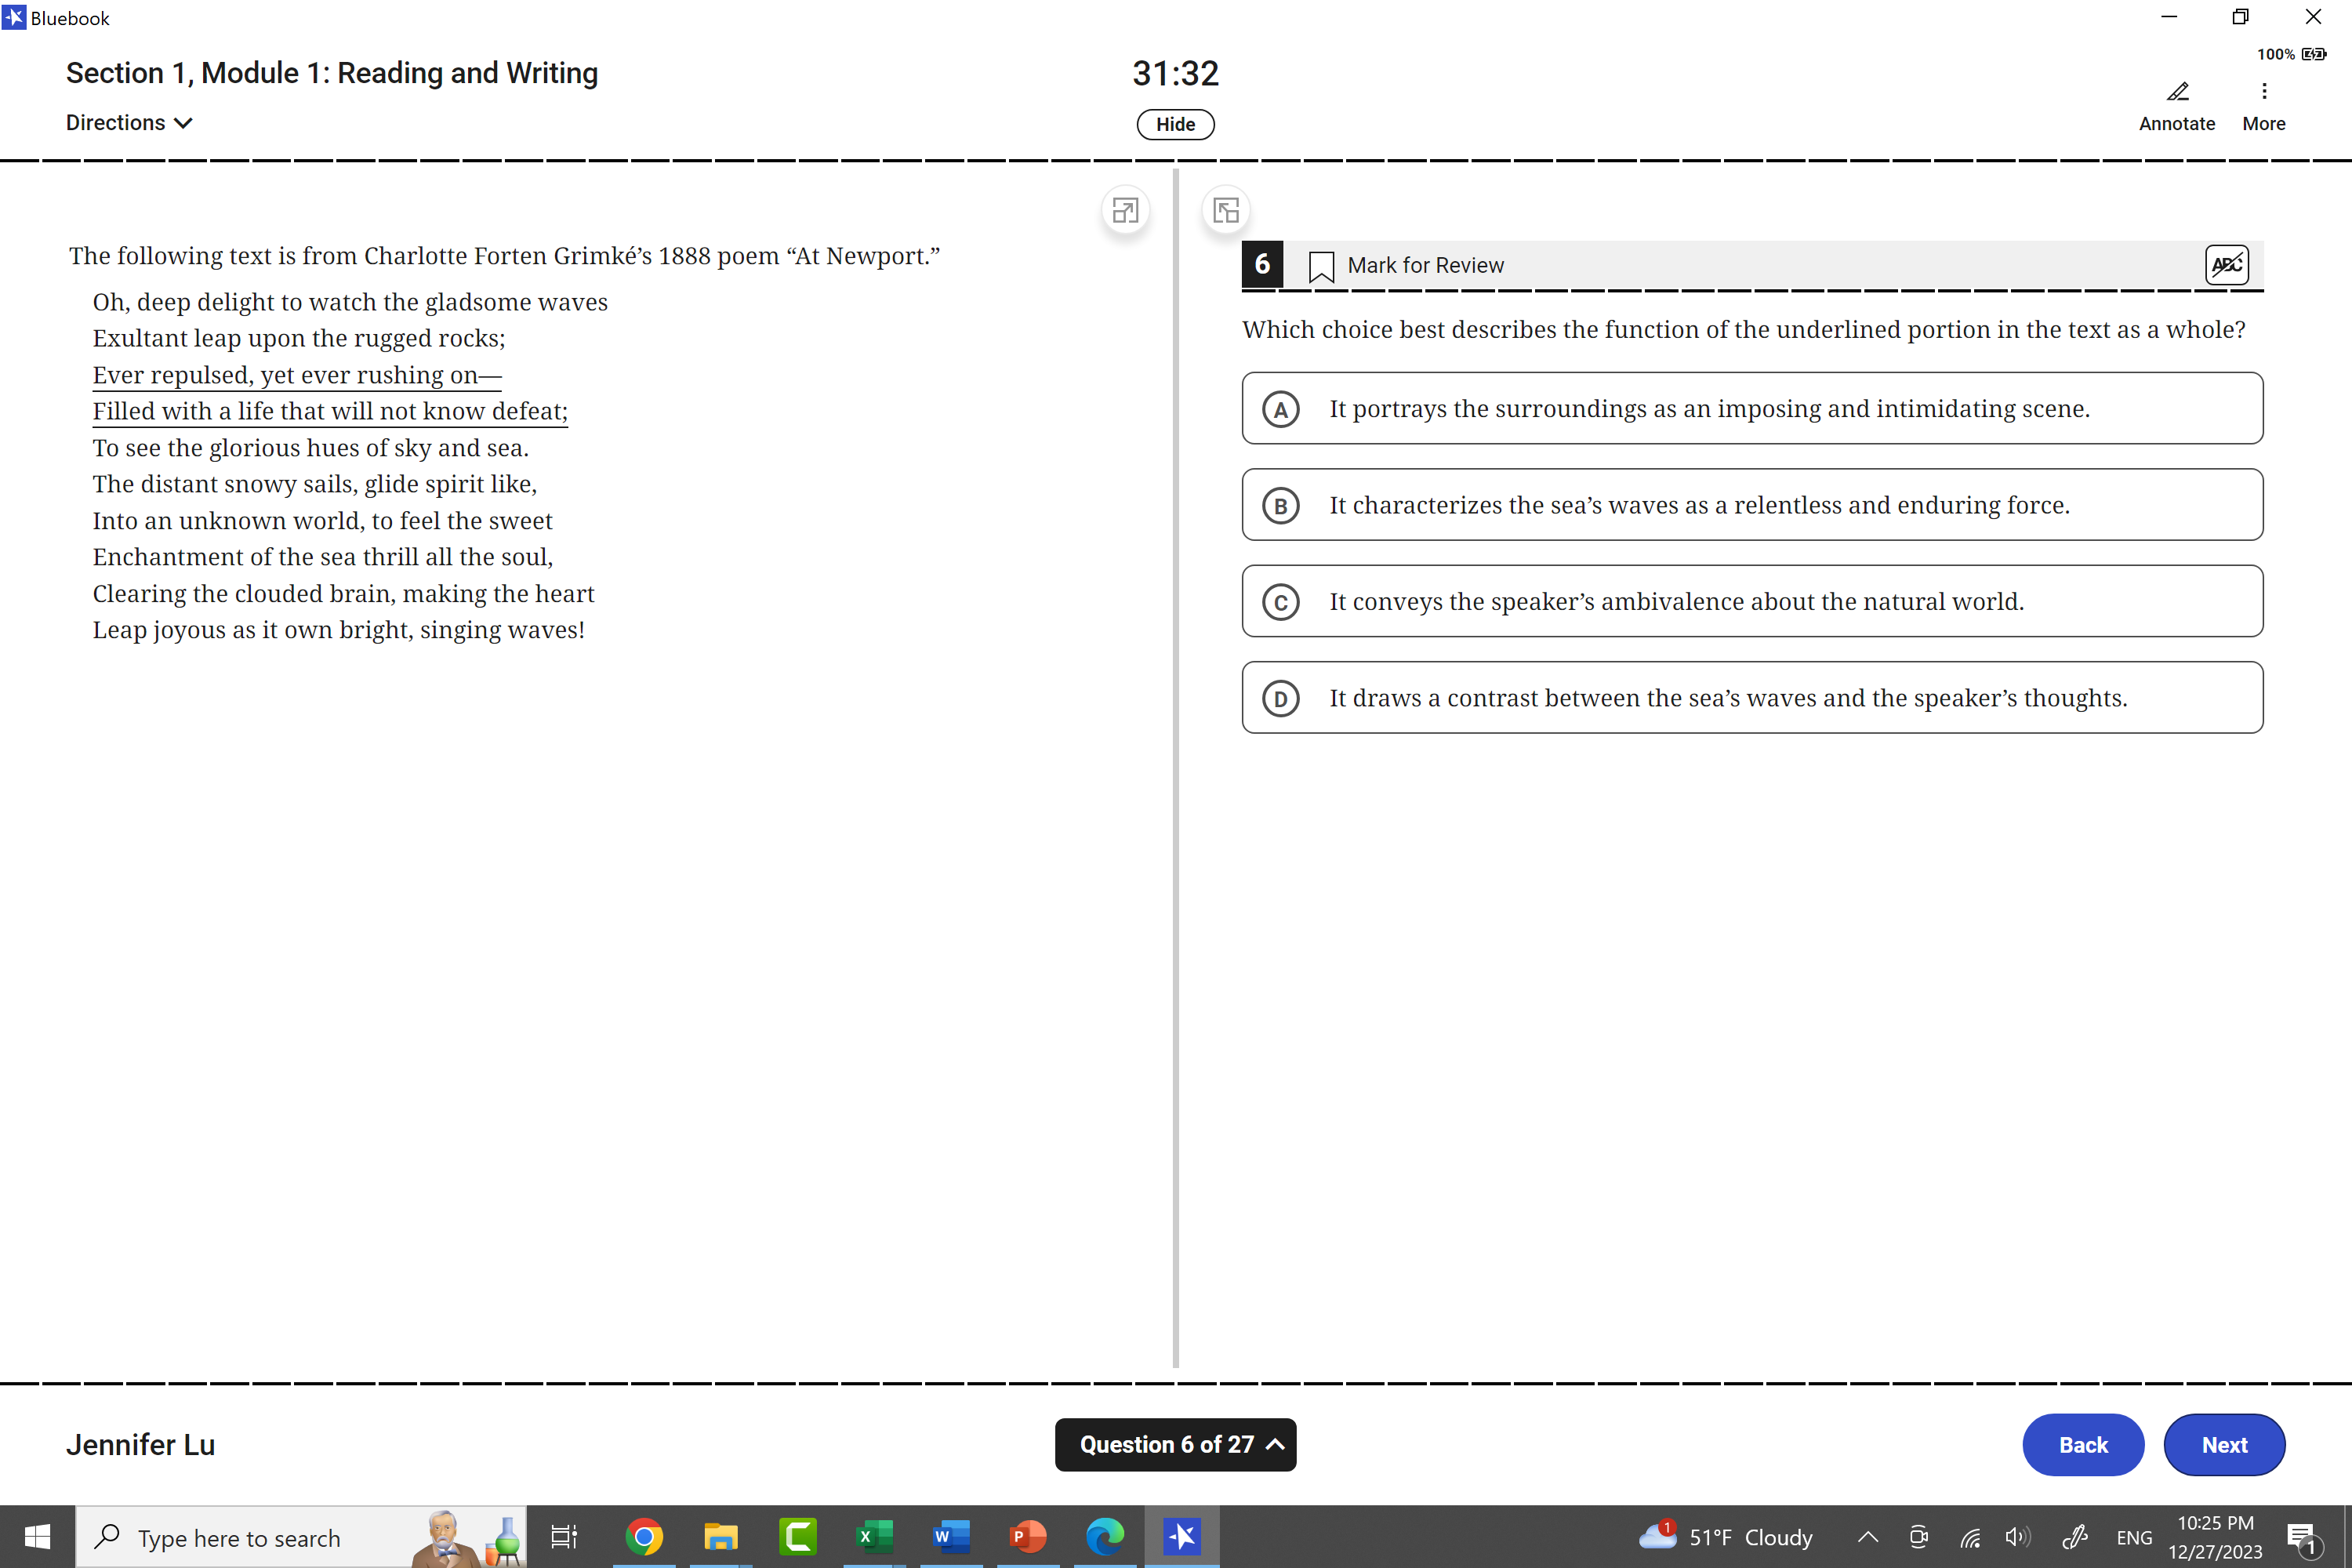 Bluebook
Section 1, Module 1: Reading and Writing
31:32
100%
Directions
Hide
Annotate
More
The following text is from Charlotte Forten Grimké’s 1888 poem “At Newport.”
Oh, deep delight to watch the gladsome waves
Exultant leap upon the rugged rocks;
Ever repulsed, yet ever rushing on—
Filled with a life that will not know defeat;
To see the glorious hues of sky and sea.
The distant snowy sails, glide spirit like,
Into an unknown world, to feel the sweet
Enchantment of the sea thrill all the soul,
Clearing the clouded brain, making the heart
Leap joyous as it own bright, singing waves!
6 Mark for Review ABC
Which choice best describes the function of the underlined portion in the text as a whole?
A It portrays the surroundings as an imposing and intimidating scene.
B It characterizes the sea’s waves as a relentless and enduring force.
C It conveys the speaker’s ambivalence about the natural world.
D It draws a contrast between the sea’s waves and the speaker’s thoughts.
Jennifer Lu
Question 6 of 27
Back
Next
Type here to search
X
W
P
1
51°F Cloudy
ENG
10:25 PM
12/27/2023
1